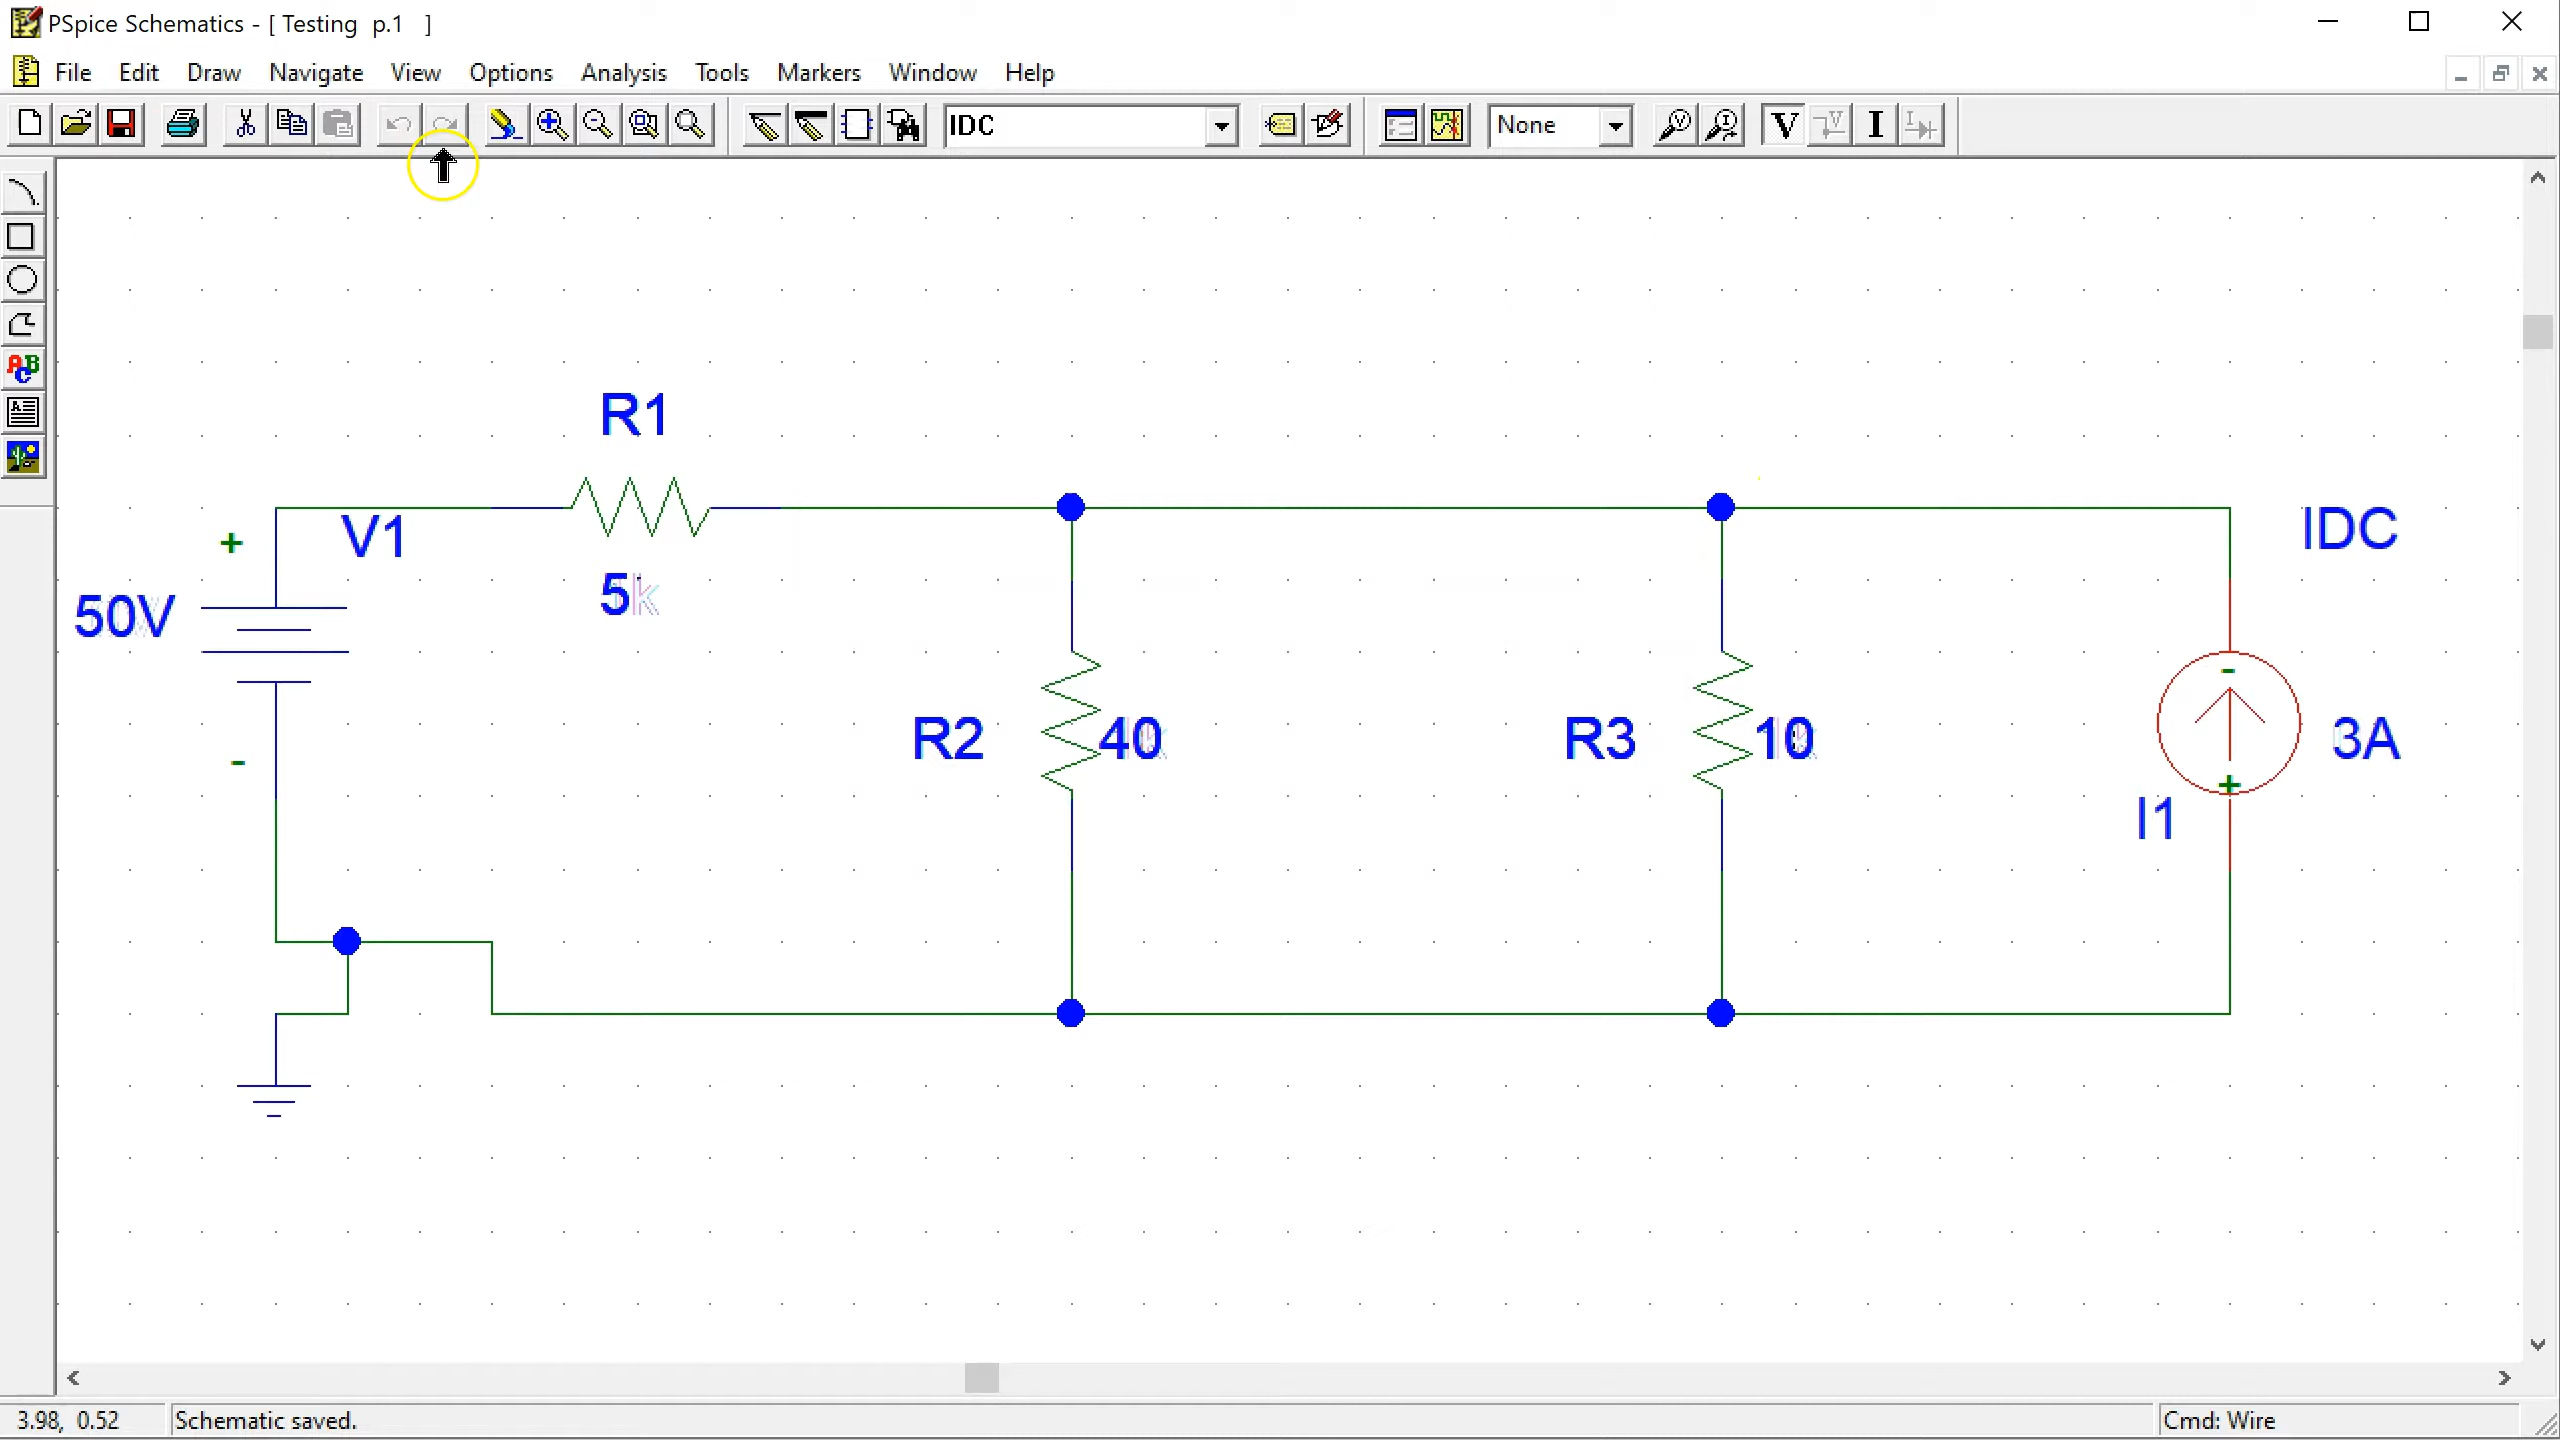 PSpice Schematics - [ Testing  p.1   ]
File Edit Draw Navigate View Options Analysis Tools Markers Window Help
IDC None V I
R1
+ V1 IDC
50V 5
-
R2 40 R3 10 3A
+
-
I1
3.98,  0.52 Schematic saved. Cmd: Wire